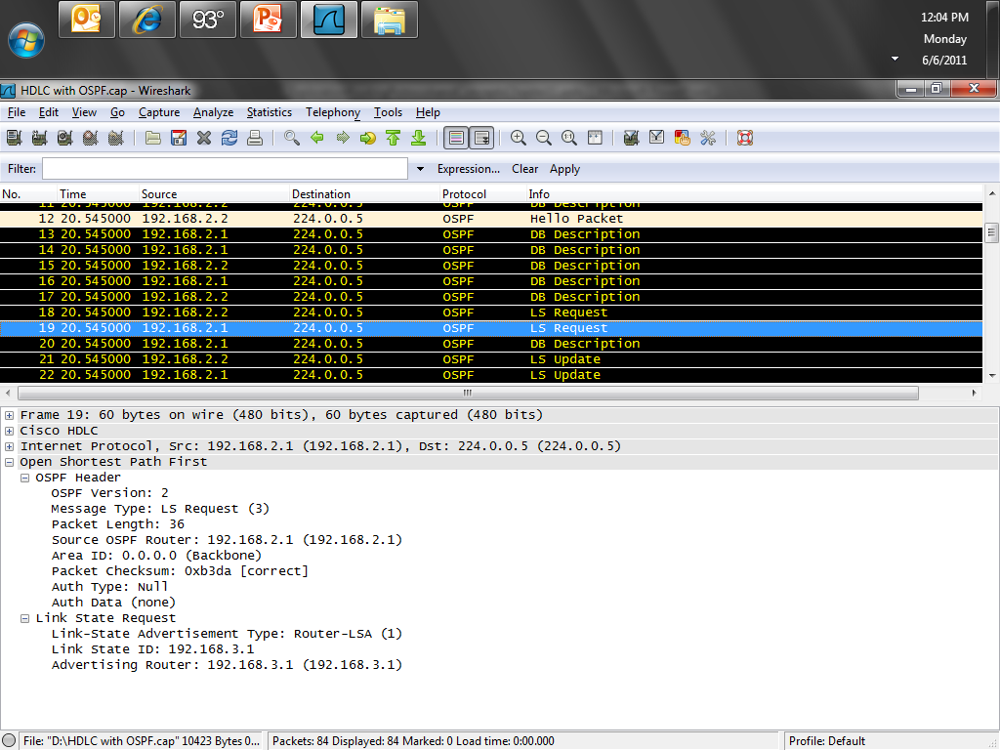 93°
12:04 PM
Monday
6/6/2011
HDLC with OSPF.cap - Wireshark
File Edit View Go Capture Analyze Statistics Telephony Tools Help
Filter: Expression... Clear Apply
No. Time Source Destination Protocol Info
11 20.545000 192.168.2.2 224.0.0.5 OSPF DB Description
12 20.545000 192.168.2.2 224.0.0.5 OSPF Hello Packet
13 20.545000 192.168.2.1 224.0.0.5 OSPF DB Description
14 20.545000 192.168.2.1 224.0.0.5 OSPF DB Description
15 20.545000 192.168.2.2 224.0.0.5 OSPF DB Description
16 20.545000 192.168.2.1 224.0.0.5 OSPF DB Description
17 20.545000 192.168.2.2 224.0.0.5 OSPF DB Description
18 20.545000 192.168.2.2 224.0.0.5 OSPF LS Request
19 20.545000 192.168.2.1 224.0.0.5 OSPF LS Request
20 20.545000 192.168.2.1 224.0.0.5 OSPF DB Description
21 20.545000 192.168.2.2 224.0.0.5 OSPF LS Update
22 20.545000 192.168.2.1 224.0.0.5 OSPF LS Update
Frame 19: 60 bytes on wire (480 bits), 60 bytes captured (480 bits)
Cisco HDLC
Internet Protocol, Src: 192.168.2.1 (192.168.2.1), Dst: 224.0.0.5 (224.0.0.5)
Open Shortest Path First
OSPF Header
OSPF Version: 2
Message Type: LS Request (3)
Packet Length: 36
Source OSPF Router: 192.168.2.1 (192.168.2.1)
Area ID: 0.0.0.0 (Backbone)
Packet Checksum: 0xb3da [correct]
Auth Type: Null
Auth Data (none)
Link State Request
Link-State Advertisement Type: Router-LSA (1)
Link State ID: 192.168.3.1
Advertising Router: 192.168.3.1 (192.168.3.1)
File: "D:\HDLC with OSPF.cap" 10423 Bytes 0... Packets: 84 Displayed: 84 Marked: 0 Load time: 0:00.000 Profile: Default